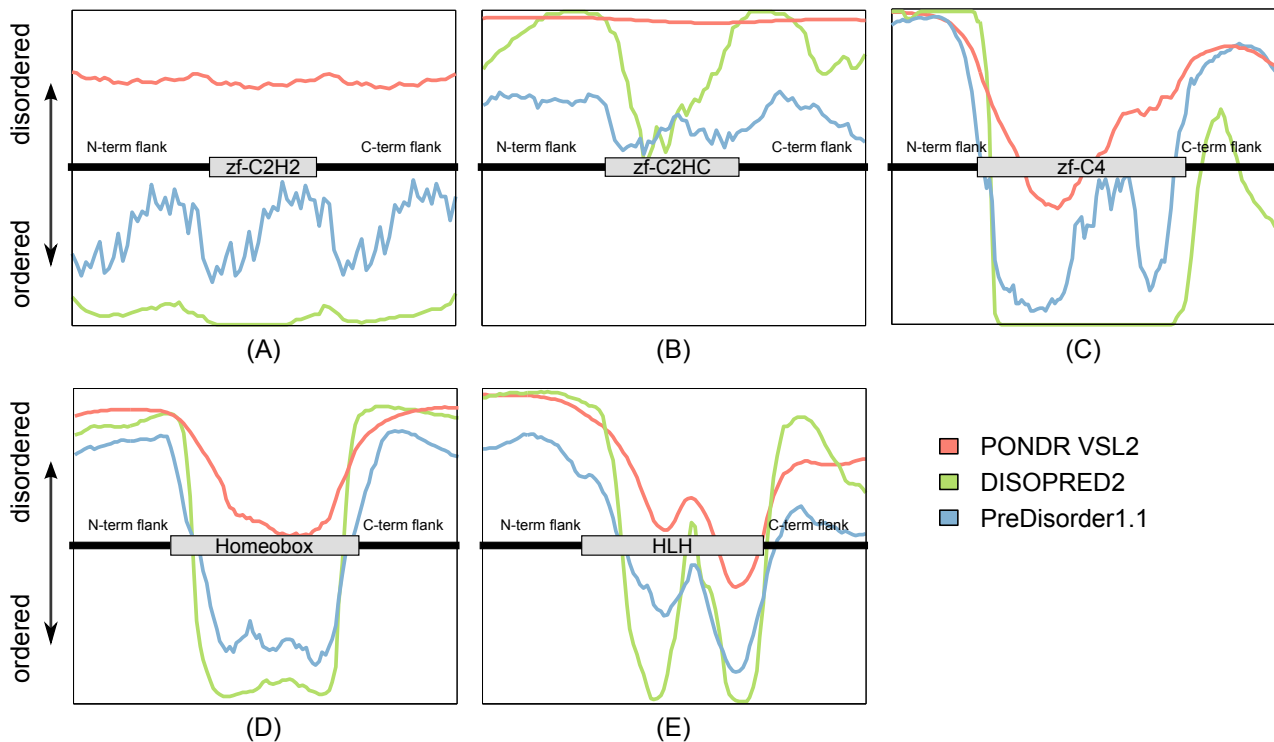 disordered
ordered
N-term flank
zf-C2H2
C-term flank
(A)
N-term flank
zf-C2HC
C-term flank
(B)
N-term flank
zf-C4
C-term flank
(C)
disordered
ordered
N-term flank
Homeobox
C-term flank
(D)
N-term flank
HLH
C-term flank
(E)
PONDR VSL2
DISOPRED2
PreDisorder1.1